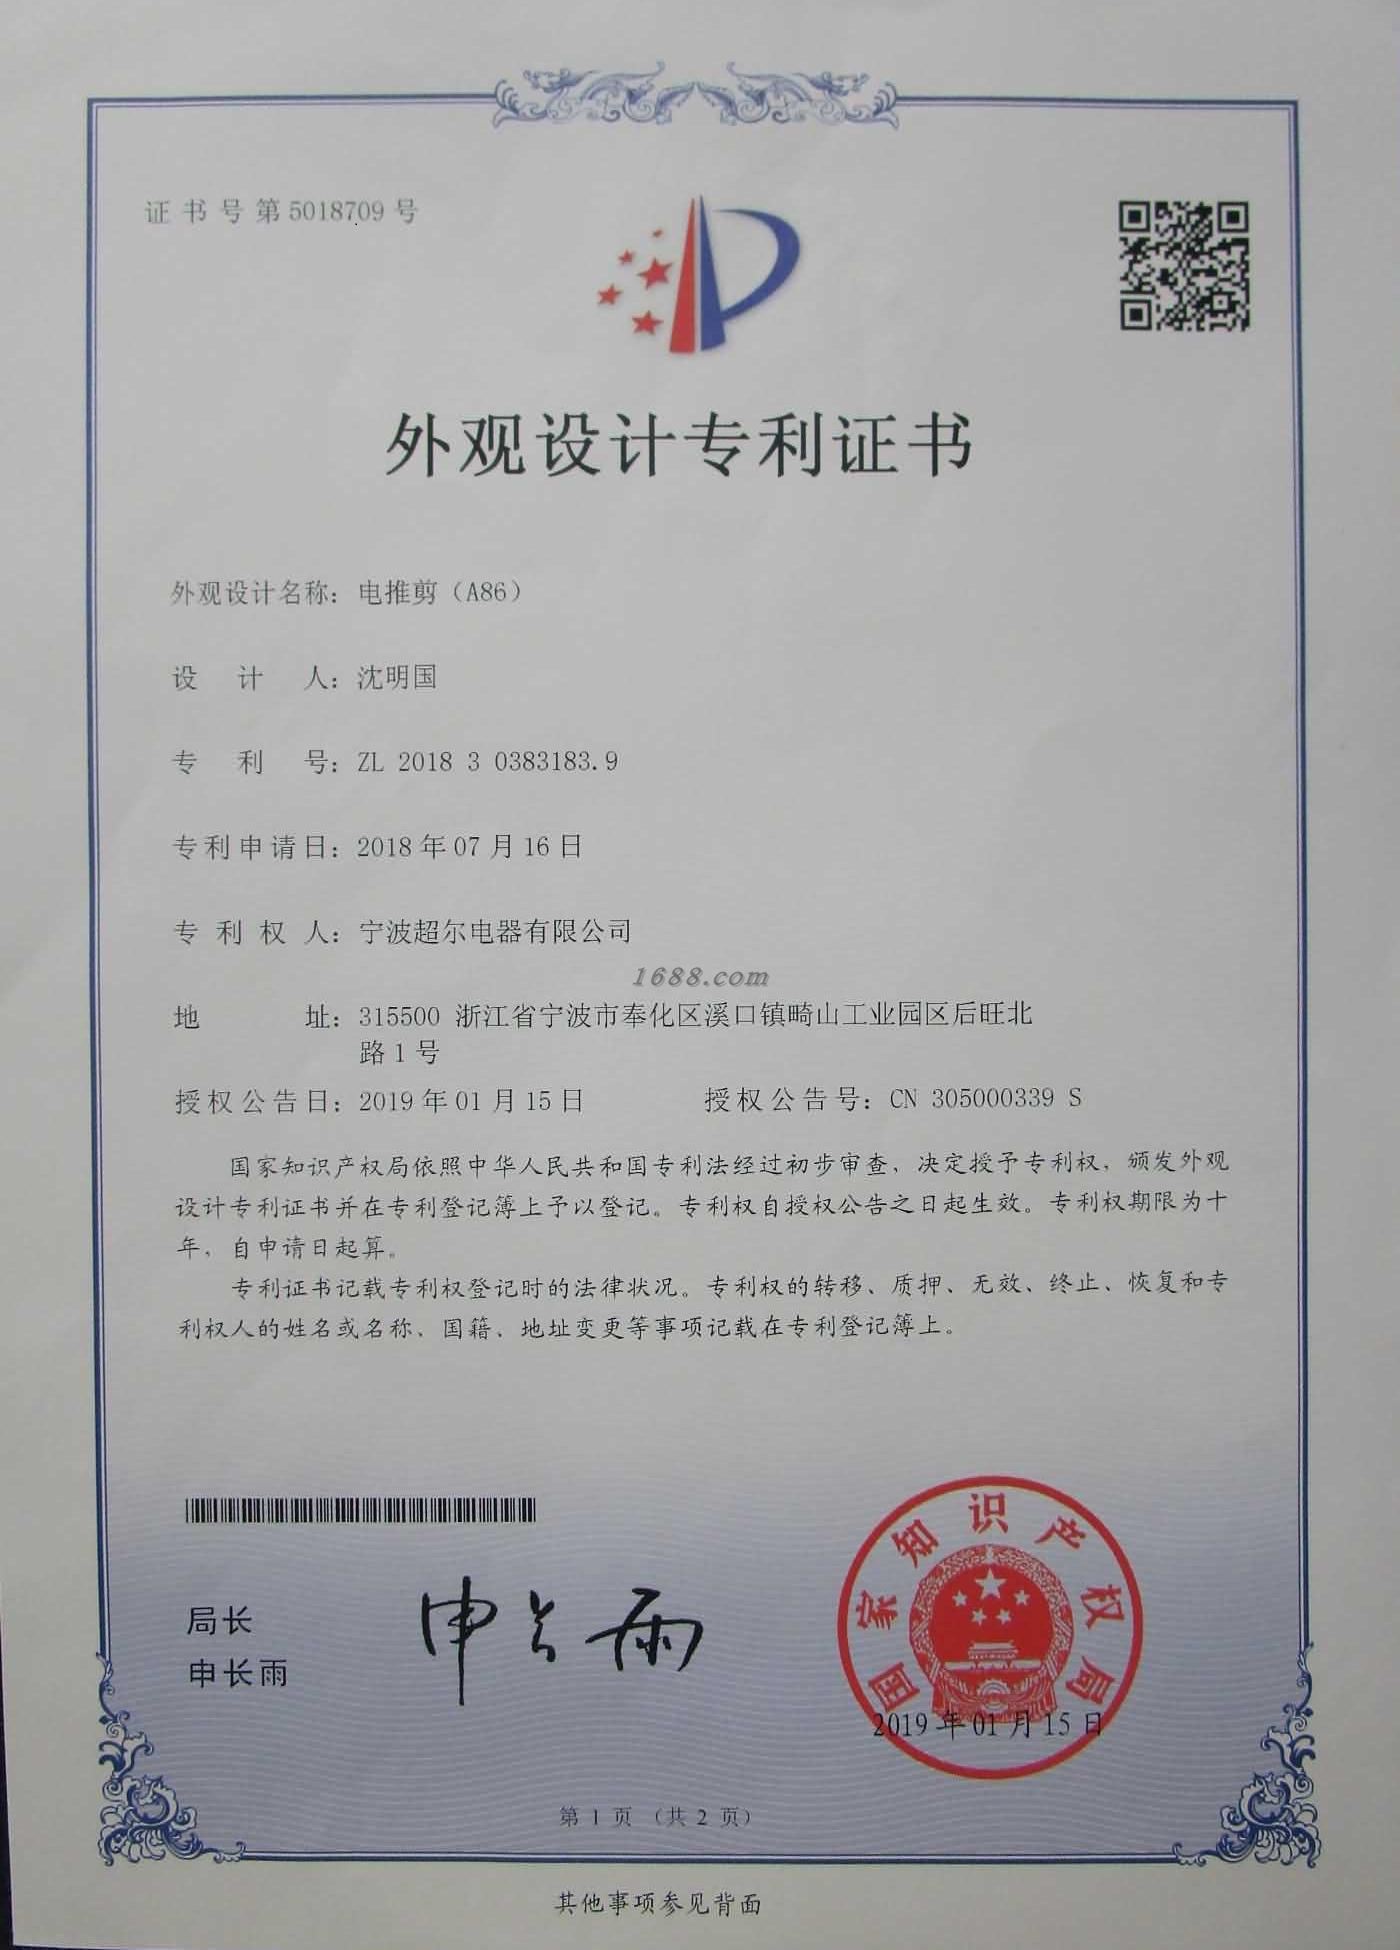 证书号第5018709号
外观设计专利证书
外观设计名称：电推剪（A86）
设计人：沈明国
专利号：ZL 2018 3 0383183.9
专利申请日：2018年07月16日
专利权人：宁波超尔电器有限公司
1688.com
地址：315500 浙江省宁波市奉化区溪口镇畸山工业园区后旺北
路1号
授权公告日：2019年01月15日 授权公告号：CN 305000339 S
国家知识产权局依照中华人民共和国专利法经过初步审查，决定授予专利权，颁发外观
设计专利证书并在专利登记簿上予以登记。专利权自授权公告之日起生效。专利权期限为十
年，自申请日起算。
专利证书记载专利权登记时的法律状况。专利权的转移、质押、无效、终止、恢复和专
利权人的姓名或名称、国籍、地址变更等事项记载在专利登记簿上。
局长
申长雨
申长雨
国家知识产权局
2019年01月15日
第1页（共2页）
其他事项参见背面